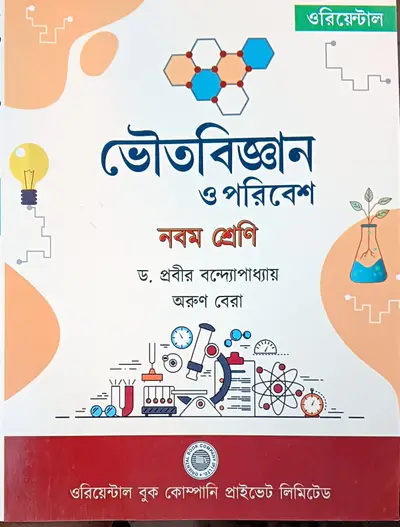 ওরিয়েন্টাল
ভৌতবিজ্ঞান
ও পরিবেশ
নবম শ্রেণি
ড. প্রবীর বন্দ্যোপাধ্যায়
অরুণ বেরা
ওরিয়েন্টাল বুক কোম্পানি প্রাইভেট লিমিটেড